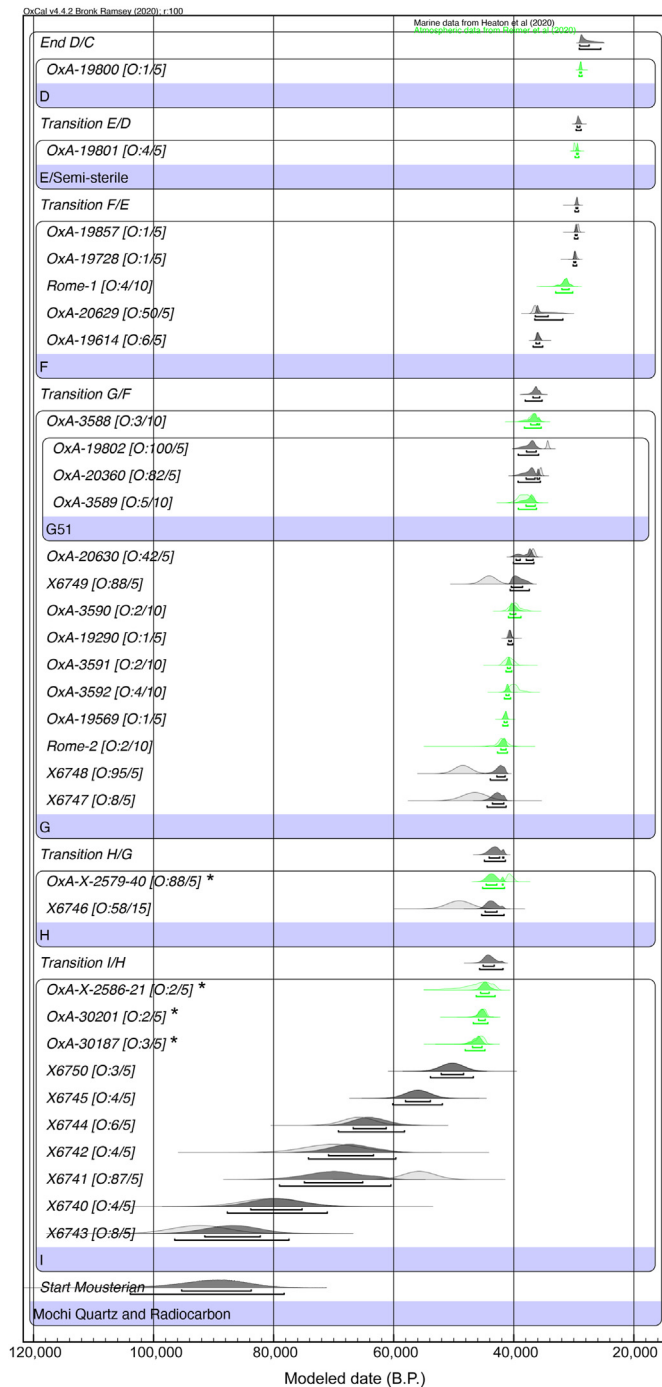 OxCal v4.4.2 Bronk Ramsey (2020); r:100
Marine data from Heaton et al (2020)
Atmospheric data from Reimer et al (2020)
End D/C
OxA-19800 [O:1/5]
D
Transition E/D
OxA-19801 [O:4/5]
E/Semi-sterile
Transition F/E
OxA-19857 [O:1/5]
OxA-19728 [O:1/5]
Rome-1 [O:4/10]
OxA-20629 [O:50/5]
OxA-19614 [O:6/5]
F
Transition G/F
OxA-3588 [O:3/10]
OxA-19802 [O:100/5]
OxA-20360 [O:82/5]
OxA-3589 [O:5/10]
G51
OxA-20630 [O:42/5]
X6749 [O:88/5]
OxA-3590 [O:2/10]
OxA-19290 [O:1/5]
OxA-3591 [O:2/10]
OxA-3592 [O:4/10]
OxA-19569 [O:1/5]
Rome-2 [O:2/10]
X6748 [O:95/5]
X6747 [O:8/5]
G
Transition H/G
OxA-X-2579-40 [O:88/5] *
X6746 [O:58/15]
H
Transition I/H
OxA-X-2586-21 [O:2/5] *
OxA-30201 [O:2/5] *
OxA-30187 [O:3/5] *
X6750 [O:3/5]
X6745 [O:4/5]
X6744 [O:6/5]
X6742 [O:4/5]
X6741 [O:87/5]
X6740 [O:4/5]
X6743 [O:8/5]
I
Start Mousterian
Mochi Quartz and Radiocarbon
120,000 100,000 80,000 60,000 40,000 20,000
Modeled date (B.P.)